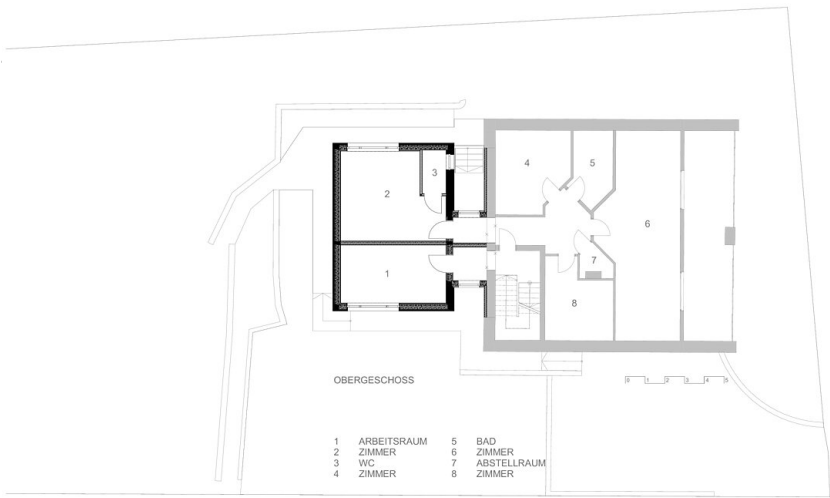 4
5
3
2
6
7
1
8
OBERGESCHOSS
0 1 2 3 4 5
1 ARBEITSRAUM 5 BAD
2 ZIMMER 6 ZIMMER
3 WC 7 ABSTELLRAUM
4 ZIMMER 8 ZIMMER